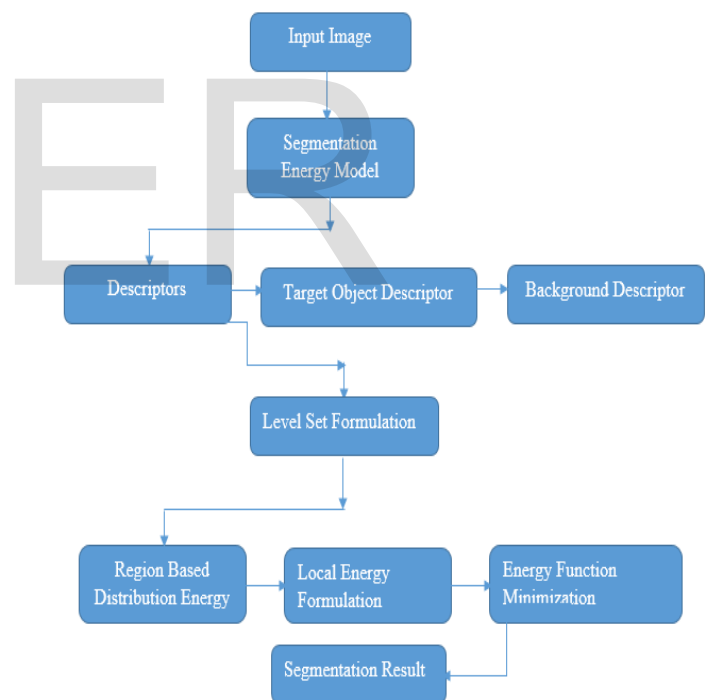 Input Image
Segmentation
Energy Model
ER
Descriptors
Target Object Descriptor
Background Descriptor
Level Set Formulation
Region Based
Distribution Energy
Local Energy
Formulation
Energy Function
Minimization
Segmentation Result